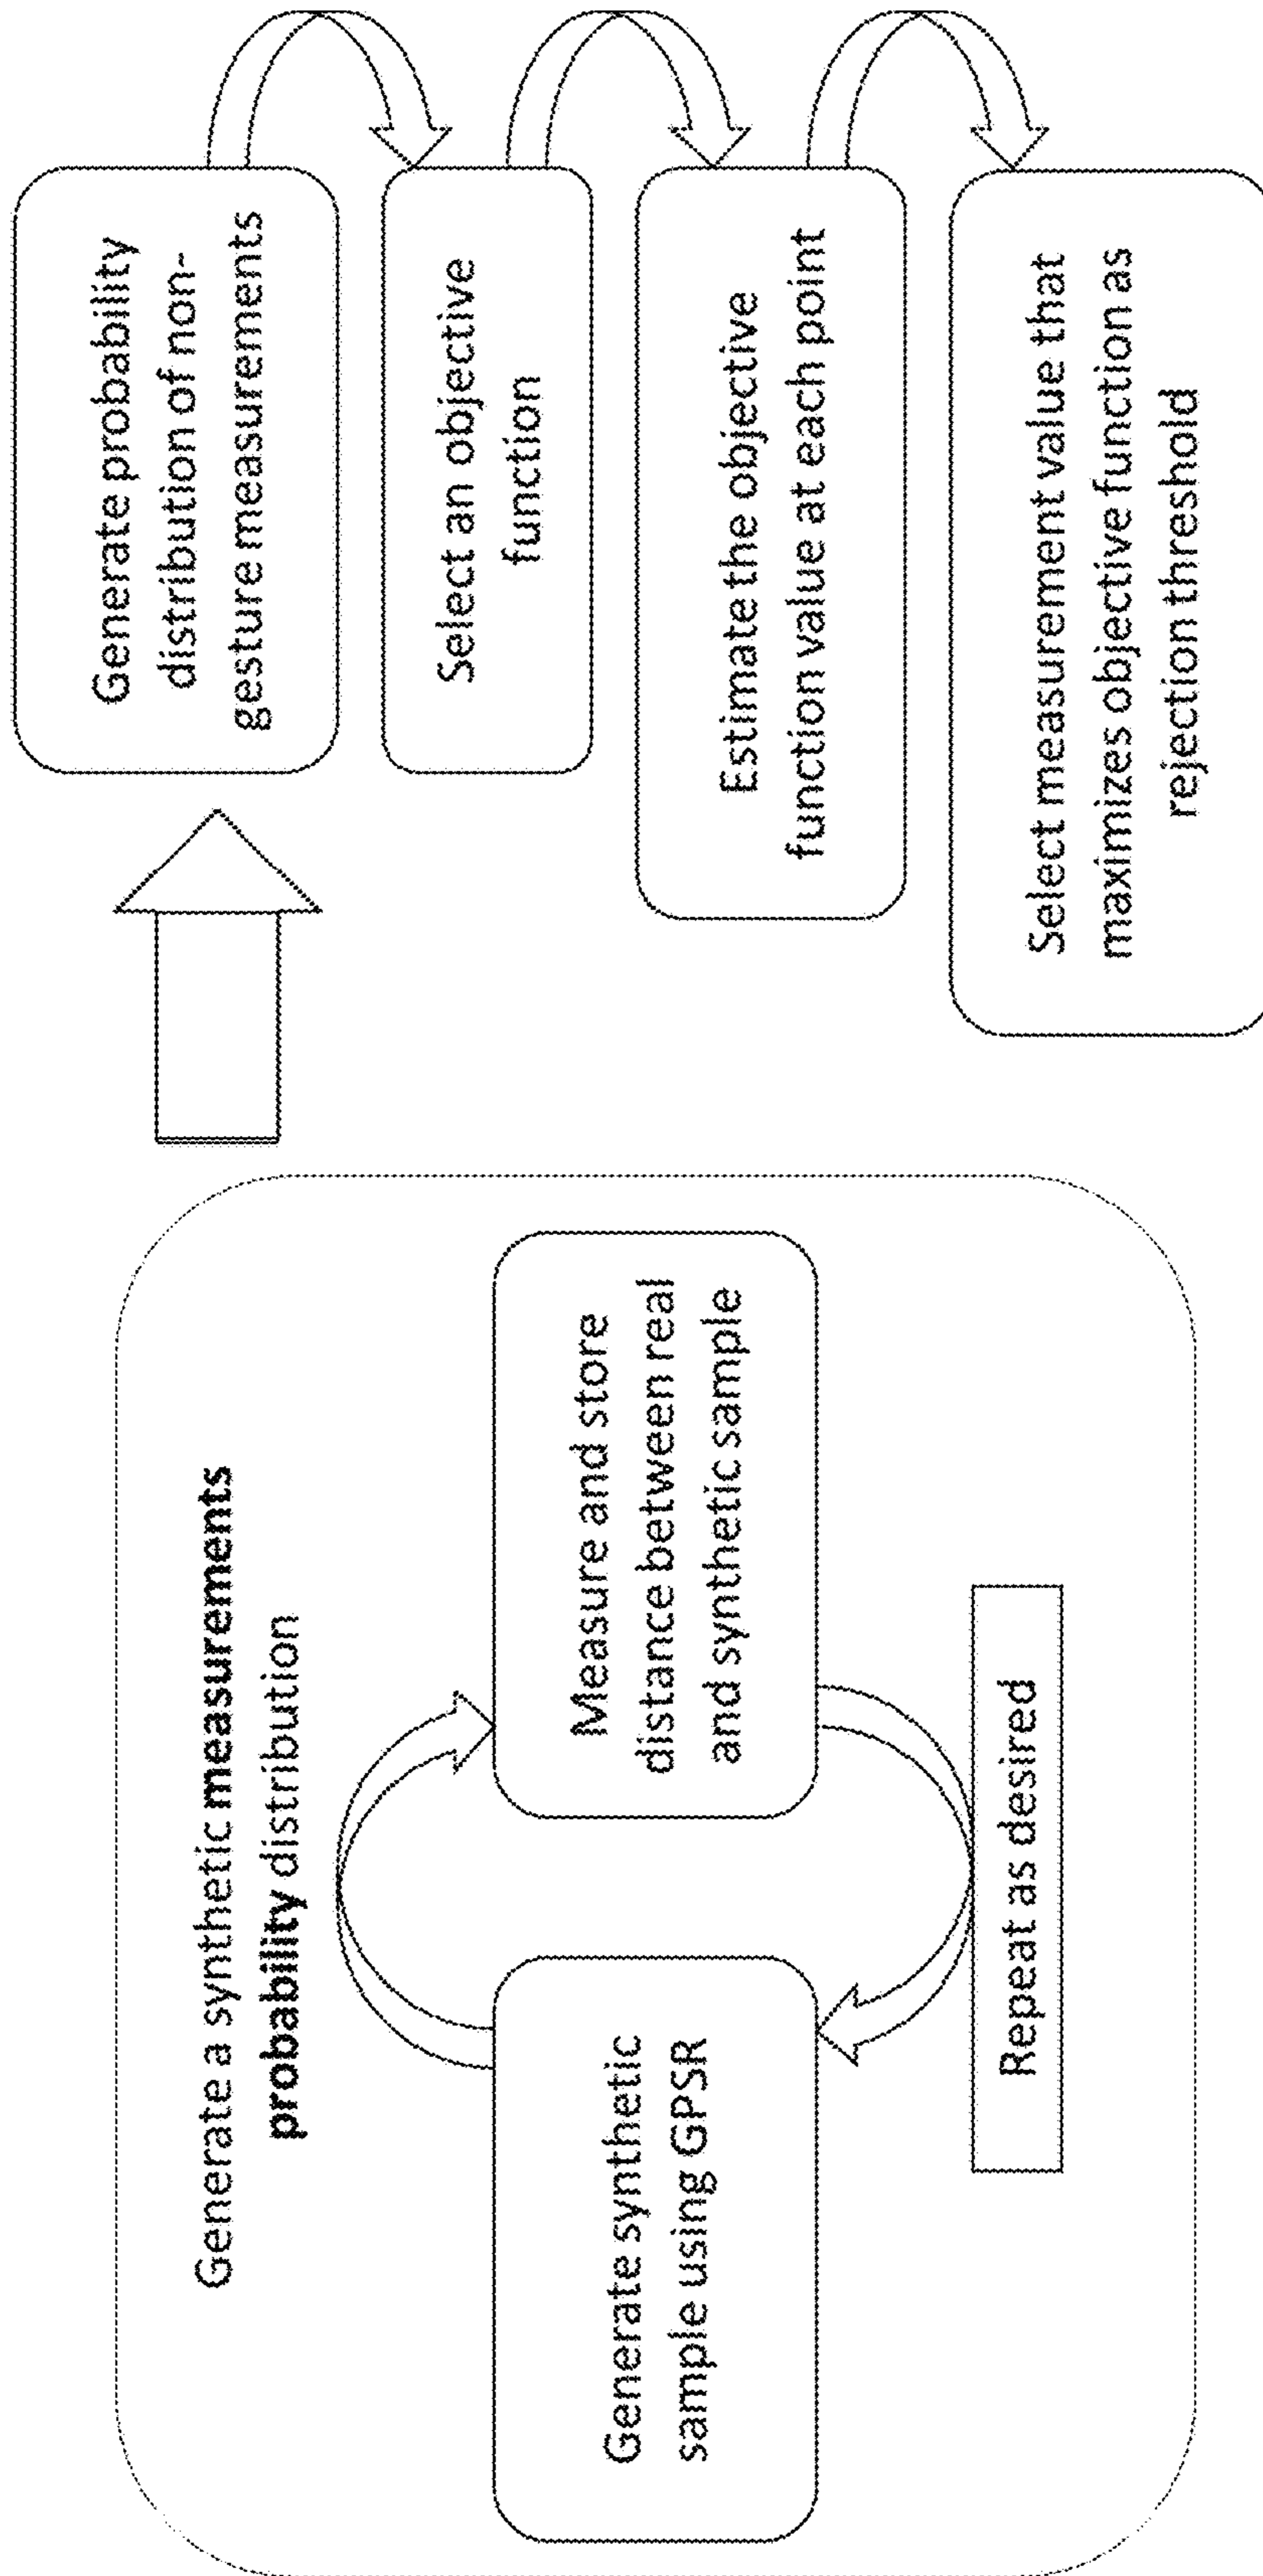 Generate a synthetic measurements
probability distribution
Generate synthetic
sample using GPSR
Measure and store
distance between real
and synthetic sample
Repeat as desired
Generate probability
distribution of non-
gesture measurements
Select an objective
function
Estimate the objective
function value at each point
Select measurement value that
maximizes objective function as
rejection threshold